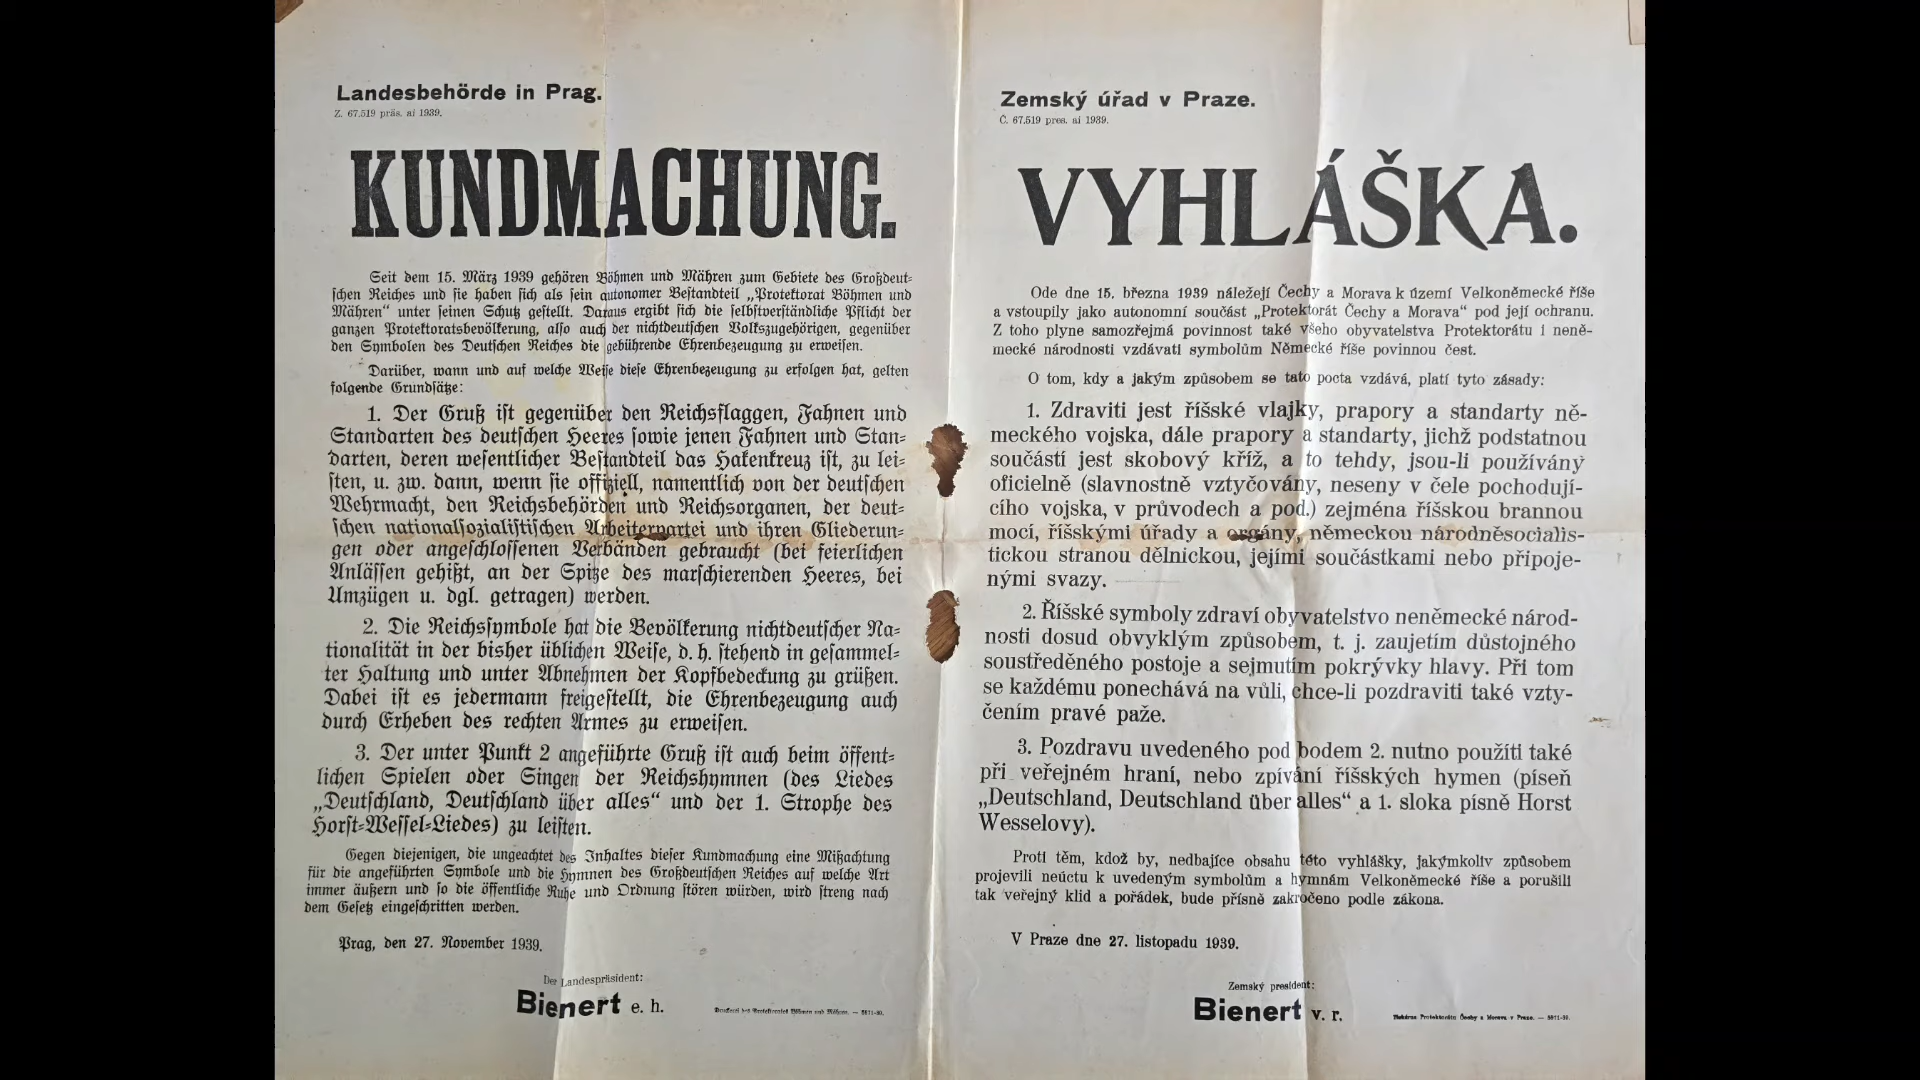 Landesbehörde in Prag.
Z. 67.519 präs. ai 1939.
KUNDMACHUNG.
Seit dem 15. März 1939 gehören Böhmen und Mähren zum Gebiete des Großdeut-
schen Reiches und sie haben sich als sein autonomer Bestandteil „Protektorat Böhmen und
Mähren“ unter seinen Schutz gestellt. Daraus ergibt sich die selbstverständliche Pflicht der
ganzen Protektoratsbevölkerung, also auch der nichtdeutschen Volkszugehörigen, gegenüber
den Symbolen des Deutschen Reiches die gebührende Ehrenbezeugung zu erweisen.
Darüber, wann und auf welche Weise diese Ehrenbezeugung zu erfolgen hat, gelten
folgende Grundsätze:
1. Der Gruß ist gegenüber den Reichsflaggen, Fahnen und
Standarten des deutschen Heeres sowie jenen Fahnen und Stan-
darten, deren wesentlicher Bestandteil das Hakenkreuz ist, zu lei-
sten, u. zw. dann, wenn sie offiziell, namentlich von der deutschen
Wehrmacht, den Reichsbehörden und Reichsorganen, der deut-
schen nationalsozialistischen Arbeiterpartei und ihren Gliederun-
gen oder angeschlossenen Verbänden gebraucht (bei feierlichen
Anlässen gehißt, an der Spitze des marschierenden Heeres, bei
Umzügen u. dgl. getragen) werden.
2. Die Reichssymbole hat die Bevölkerung nichtdeutscher Na-
tionalität in der bisher üblichen Weise, d. h. stehend in gesammel-
ter Haltung und unter Abnehmen der Kopfbedeckung zu grüßen.
Dabei ist es jedermann freigestellt, die Ehrenbezeugung auch
durch Erheben des rechten Armes zu erweisen.
3. Der unter Punkt 2 angeführte Gruß ist auch beim öffent-
lichen Spielen oder Singen der Reichshymnen (des Liedes
„Deutschland, Deutschland über alles“ und der 1. Strophe des
Horst-Wessel-Liedes) zu leisten.
Gegen diejenigen, die ungeachtet des Inhaltes dieser Kundmachung eine Mißachtung
für die angeführten Symbole und die Hymnen des Großdeutschen Reiches auf welche Art
immer äußern und so die öffentliche Ruhe und Ordnung stören würden, wird streng nach
dem Gesetz eingeschritten werden.
Prag, den 27. November 1939.
Der Landespräsident:
Bienert e. h.
Druckerei des Protektorates Böhmen und Mähren. — 5911-39.
Zemský úřad v Praze.
Č. 67.519 pres. ai 1939.
VYHLÁŠKA.
Ode dne 15. března 1939 náležejí Čechy a Morava k území Velkoněmecké říše
a vstoupily jako autonomní součást „Protektorát Čechy a Morava“ pod její ochranu.
Z toho plyne samozřejmá povinnost také všeho obyvatelstva Protektorátu i neně-
mecké národnosti vzdávati symbolům Německé říše povinnou čest.
O tom, kdy a jakým způsobem se tato pocta vzdává, platí tyto zásady:
1. Zdraviti jest říšské vlajky, prapory a standarty ně-
meckého vojska, dále prapory a standarty, jichž podstatnou
součástí jest skobový kříž, a to tehdy, jsou-li používány
oficielně (slavnostně vztyčovány, neseny v čele pochodují-
cího vojska, v průvodech a pod.) zejména říšskou brannou
mocí, říšskými úřady a orgány, německou národněsocialis-
tickou stranou dělnickou, jejími součástkami nebo připoje-
nými svazy.
2. Říšské symboly zdraví obyvatelstvo neněmecké národ-
nosti dosud obvyklým způsobem, t. j. zaujetím důstojného
soustředěného postoje a sejmutím pokrývky hlavy. Při tom
se každému ponechává na vůli, chce-li pozdraviti také vzty-
čením pravé paže.
3. Pozdravu uvedeného pod bodem 2. nutno použíti také
při veřejném hraní, nebo zpívání říšských hymen (píseň
„Deutschland, Deutschland über alles“ a 1. sloka písně Horst
Wesselovy).
Proti těm, kdož by, nedbajíce obsahu této vyhlášky, jakýmkoliv způsobem
projevili neúctu k uvedeným symbolům a hymnám Velkoněmecké říše a porušili
tak veřejný klid a pořádek, bude přísně zakročeno podle zákona.
V Praze dne 27. listopadu 1939.
Zemský president:
Bienert v. r.
Tiskárna Protektorátu Čechy a Morava v Praze. — 5911-39.